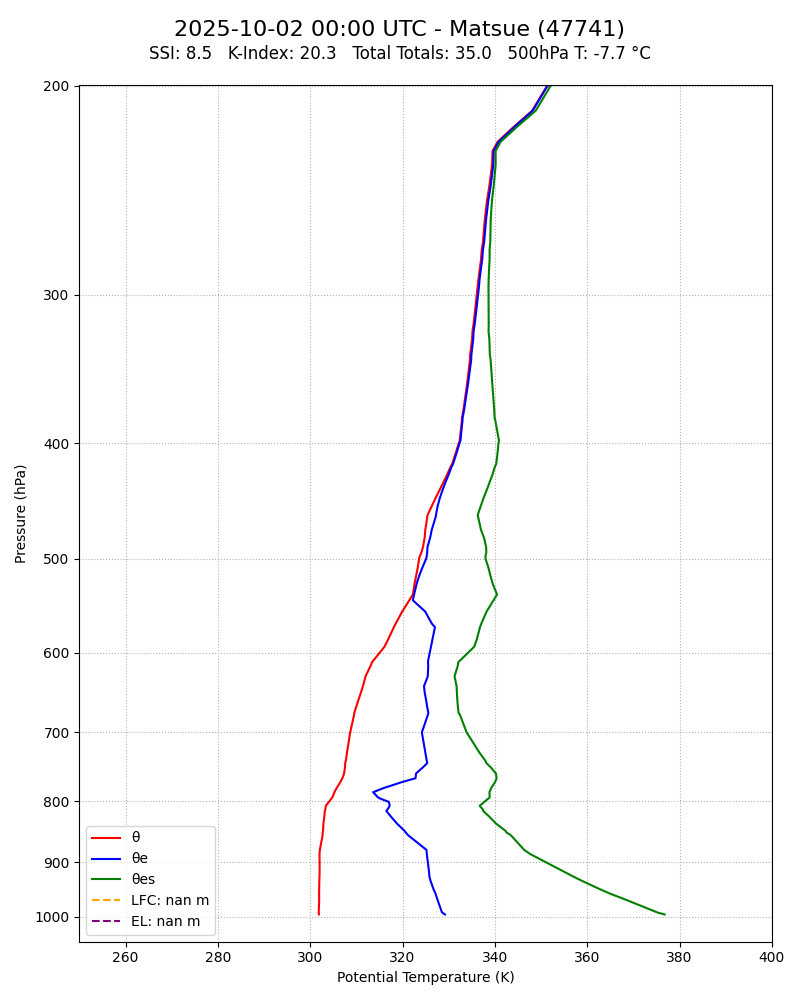 2025-10-02 00:00 UTC - Matsue (47741)
SSI: 8.5   K-Index: 20.3   Total Totals: 35.0   500hPa T: -7.7 °C
Pressure (hPa)
200
300
400
500
600
700
800
900
1000
θ
θe
θes
LFC: nan m
EL: nan m
260 280 300 320 340 360 380 400
Potential Temperature (K)